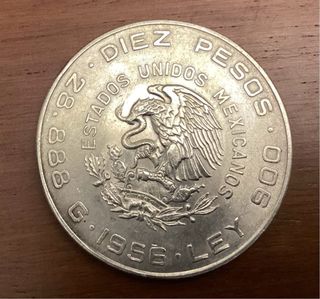 DIEZ PESOS
ESTADOS UNIDOS MEXICANOS
28.888 G. · 1956 · LEY 900